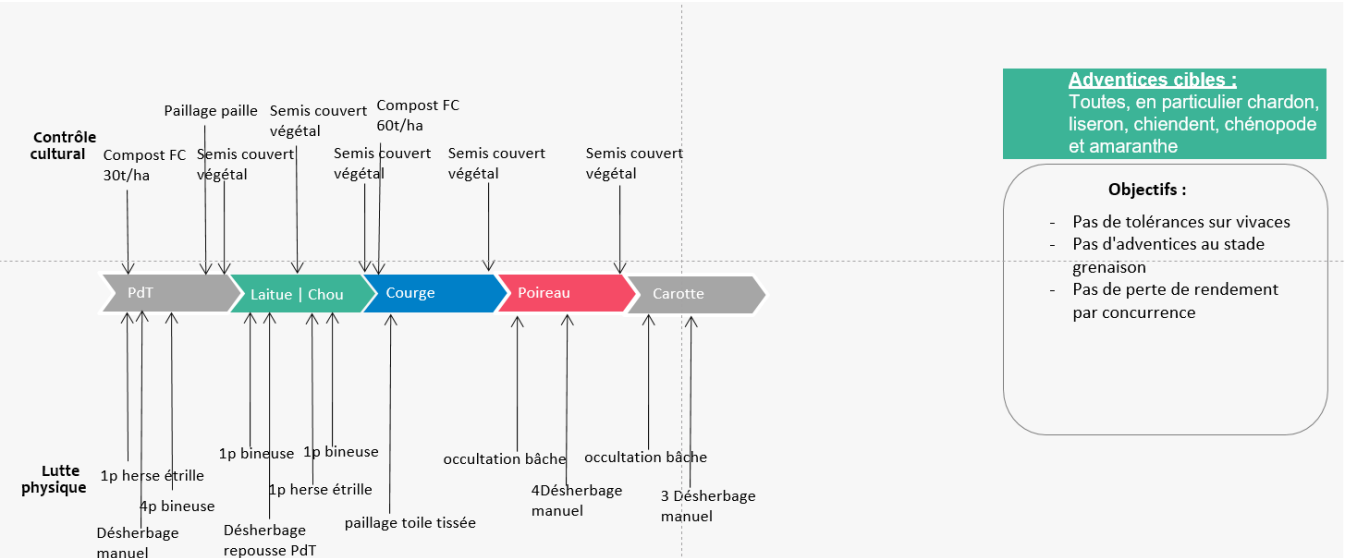 Adventices cibles :
Toutes, en particulier chardon,
liseron, chiendent, chénopode
et amaranthe
Objectifs :
- Pas de tolérances sur vivaces
- Pas d'adventices au stade
grenaison
- Pas de perte de rendement
par concurrence
Contrôle
cultural
Compost FC
30t/ha
Paillage paille
Semis couvert
végétal
Semis couvert
végétal
Semis couvert
végétal
Compost FC
60t/ha
Semis couvert
végétal
Semis couvert
végétal
PdT
Laitue | Chou
Courge
Poireau
Carotte
Lutte
physique
1p herse étrille
Désherbage
manuel
4p bineuse
1p bineuse
Désherbage
repousse PdT
1p herse étrille
1p bineuse
paillage toile tissée
occultation bâche
4Désherbage
manuel
occultation bâche
3 Désherbage
manuel